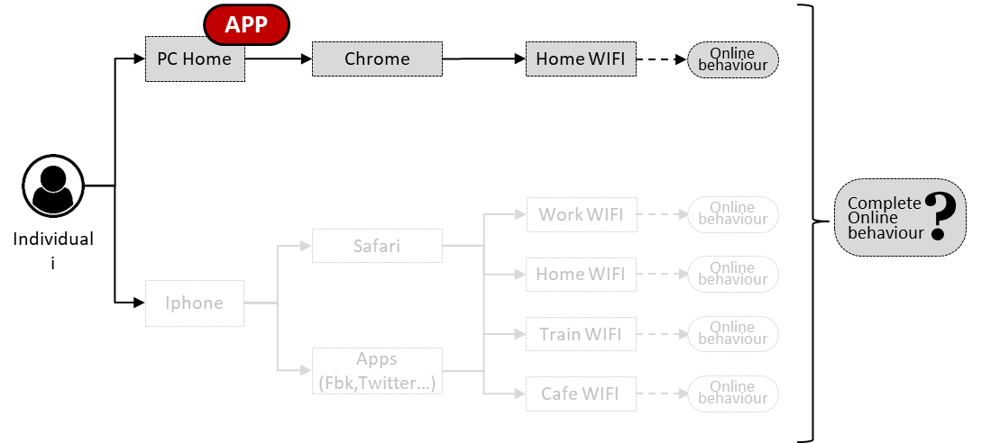 APP
PC Home
Chrome
Home WIFI
Online
behaviour
Individual
i
Complete
Online
behaviour
?
Iphone
Safari
Apps
(Fbk,Twitter...)
Work WIFI
Online
behaviour
Home WIFI
Online
behaviour
Train WIFI
Online
behaviour
Cafe WIFI
Online
behaviour